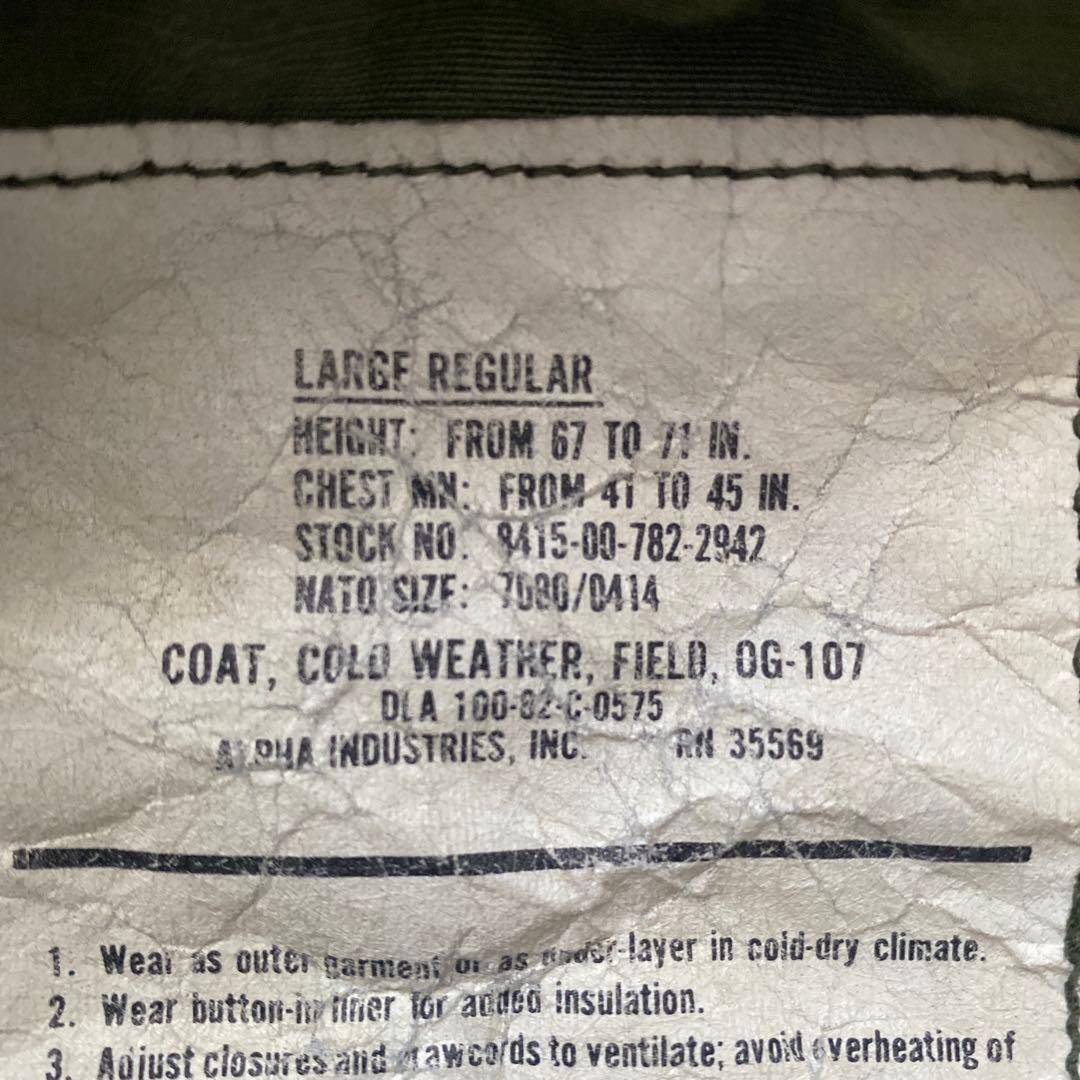 LARGE REGULAR
HEIGHT: FROM 67 TO 71 IN.
CHEST MN: FROM 41 TO 45 IN.
STOCK NO. 8415-00-782-2942
NATO SIZE: 7080/0414
COAT, COLD WEATHER, FIELD, OG-107
DLA 100-82-C-0575
ALPHA INDUSTRIES, INC. RN 35569
1. Wear as outer garment or as under-layer in cold-dry climate.
2. Wear button-in liner for added insulation.
3. Adjust closures and drawcords to ventilate; avoid overheating of